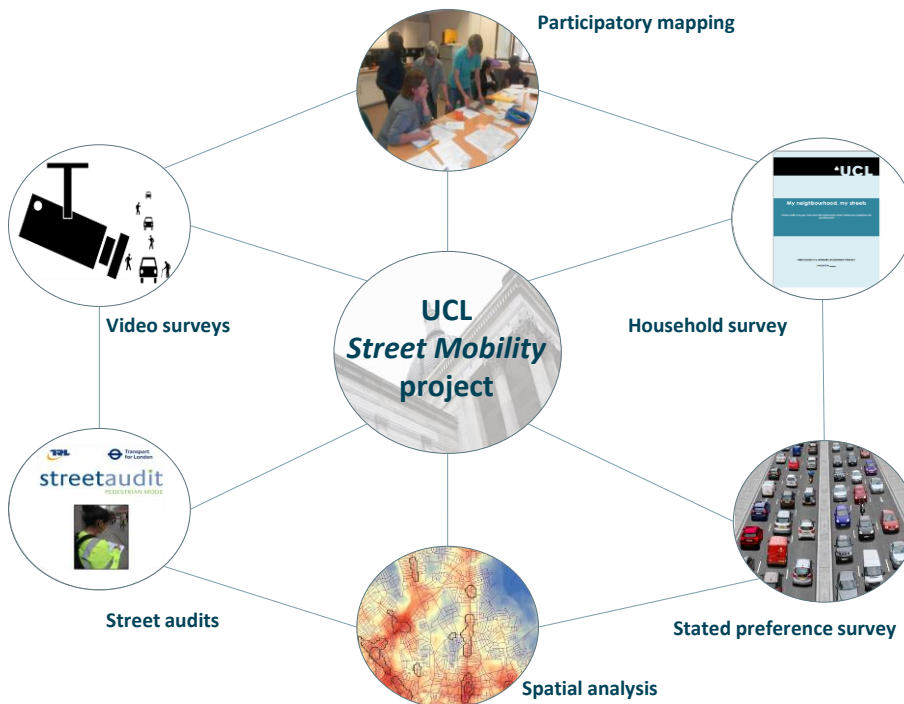 Participatory mapping
UCL
My neighbourhood, my streets
Video surveys
UCL
Street Mobility
project
Household survey
TRL
Transport
for London
streetaudit
PEDESTRIAN MODE
Street audits
Stated preference survey
Spatial analysis